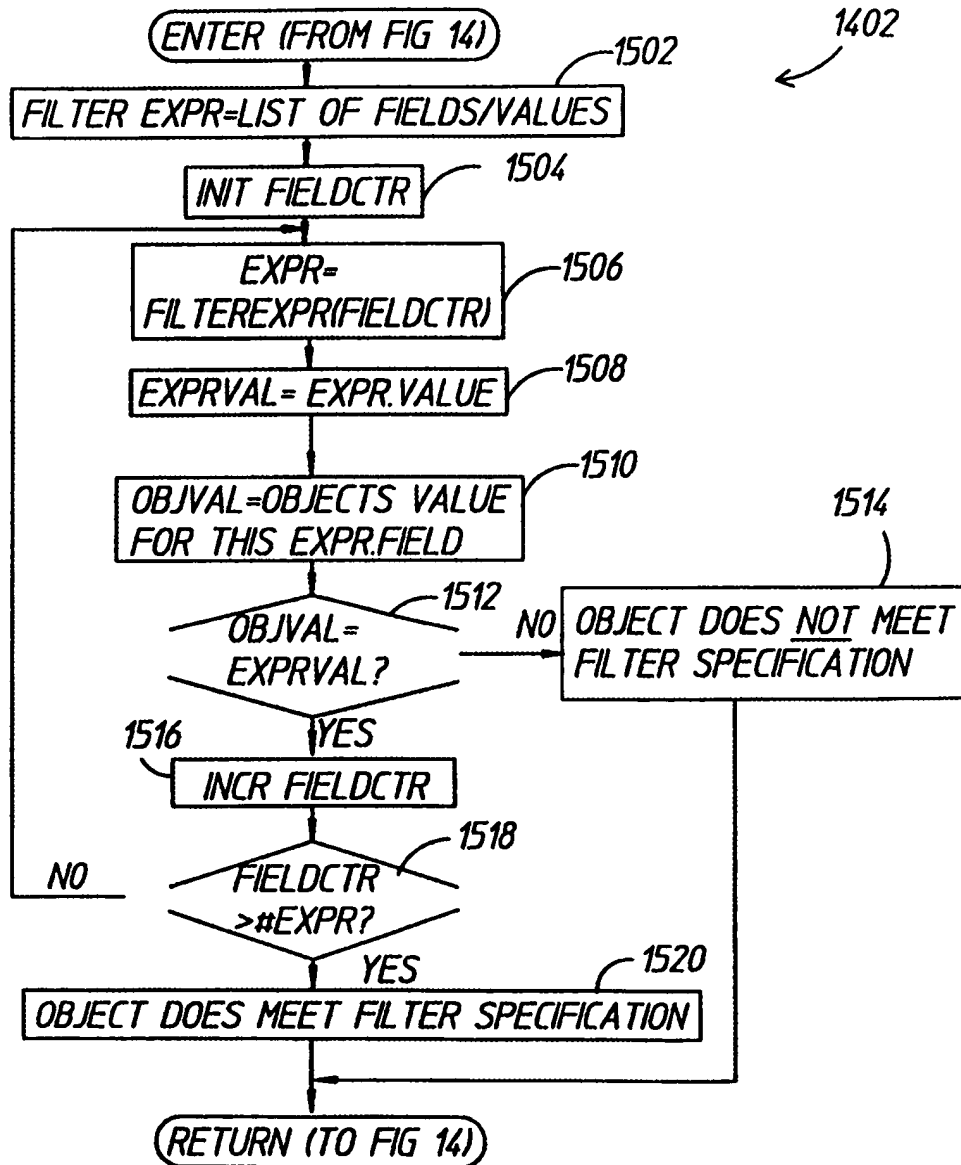 ENTER (FROM FIG 14)
1402
1502
FILTER EXPR=LIST OF FIELDS/VALUES
1504
INIT FIELDCTR
1506
EXPR=
FILTEREXPR(FIELDCTR)
1508
EXPRVAL= EXPR.VALUE
1510
OBJVAL=OBJECTS VALUE
FOR THIS EXPR.FIELD
1514
1512
OBJVAL=
EXPRVAL?
NO
OBJECT DOES NOT MEET
FILTER SPECIFICATION
YES
1516
INCR FIELDCTR
1518
FIELDCTR
>#EXPR?
NO
YES
1520
OBJECT DOES MEET FILTER SPECIFICATION
RETURN (TO FIG 14)